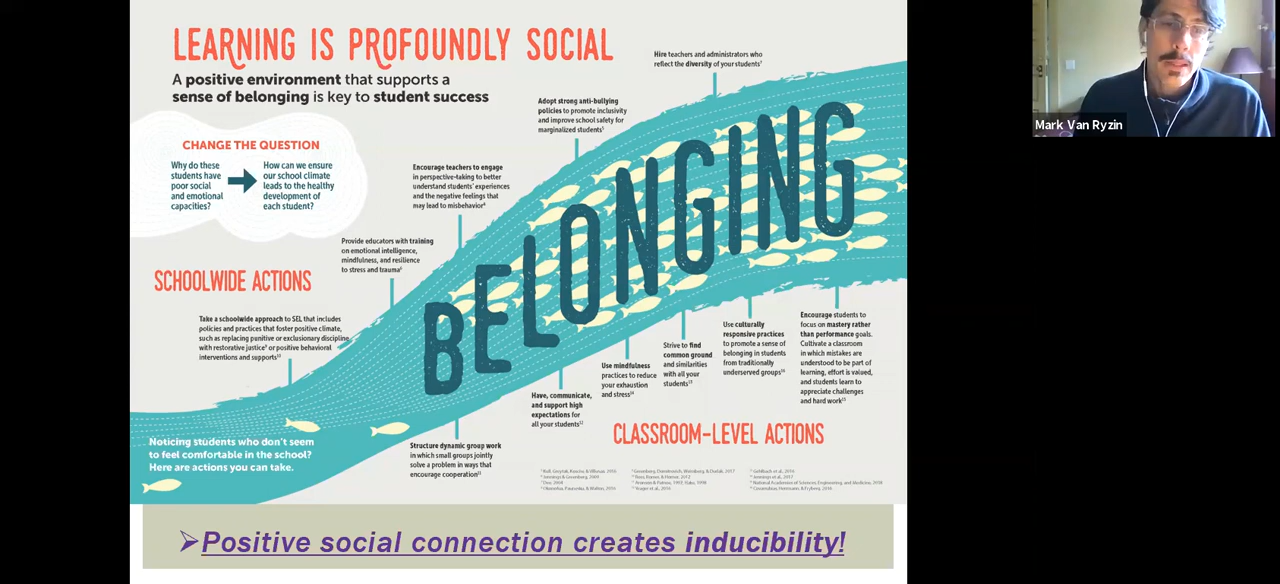 LEARNING IS PROFOUNDLY SOCIAL
A positive environment that supports a
sense of belonging is key to student success
CHANGE THE QUESTION
Why do these
students have
poor social
and emotional
capacities?
How can we ensure
our school climate
leads to the healthy
development of
each student?
SCHOOLWIDE ACTIONS
Take a schoolwide approach to SEL that includes
policies and practices that foster positive climate,
such as replacing punitive or exclusionary discipline
with restorative justice⁹ or positive behavioral
interventions and supports¹⁰
Provide educators with training
on emotional intelligence,
mindfulness, and resilience
to stress and trauma
Encourage teachers to engage
in perspective-taking to better
understand students' experiences
and the negative feelings that
may lead to misbehavior
Adopt strong anti-bullying
policies to promote inclusivity
and improve school safety for
marginalized students⁵
Hire teachers and administrators who
reflect the diversity of your students⁷
BELONGING
Noticing students who don't seem
to feel comfortable in the school?
Here are actions you can take.
Structure dynamic group work
in which small groups jointly
solve a problem in ways that
encourage cooperation¹¹
Have, communicate,
and support high
expectations for
all your students¹²
Use mindfulness
practices to reduce
your exhaustion
and stress¹⁴
Strive to find
common ground
and similarities
with all your
students¹³
Use culturally
responsive practices
to promote a sense of
belonging in students
from traditionally
underserved groups¹⁶
Encourage students to
focus on mastery rather
than performance goals.
Cultivate a classroom
in which mistakes are
understood to be part of
learning, effort is valued,
and students learn to
appreciate challenges
and hard work¹⁵
CLASSROOM-LEVEL ACTIONS
➢Positive social connection creates inducibility!
Mark Van Ryzin